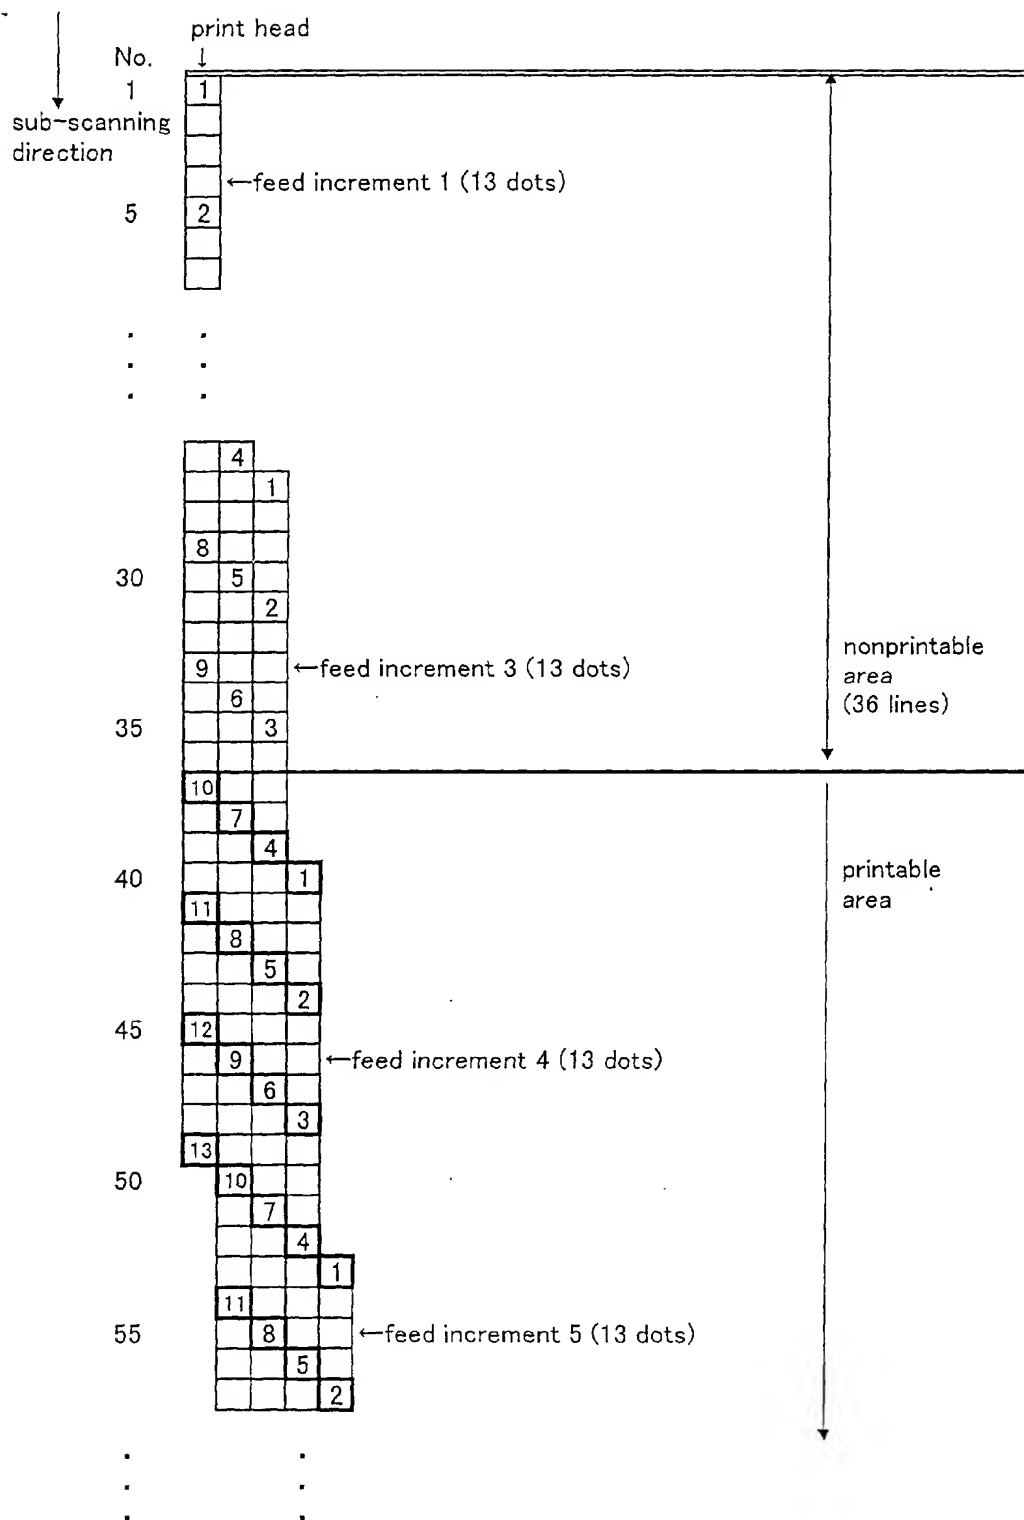 print head
No. ↓
1 1
sub-scanning
direction
←feed increment 1 (13 dots)
5 2
4
1
8
30 5
2
9 ←feed increment 3 (13 dots)
nonprintable
area
(36 lines)
6
35 3
10
7
4
40 1
printable
area
11
8
5
2
45 12
9 ←feed increment 4 (13 dots)
6
3
13
50 10
7
4
1
11
55 8 ←feed increment 5 (13 dots)
5
2